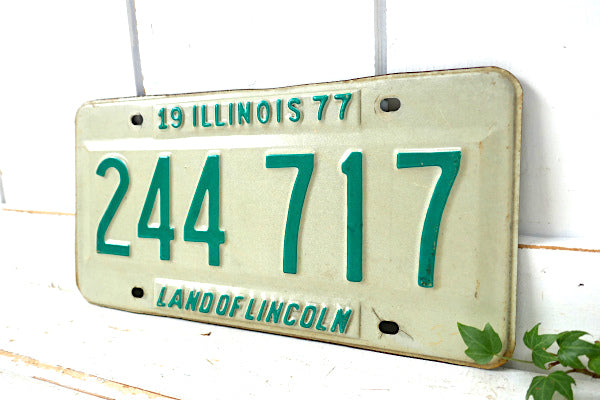 19 ILLINOIS 77
244 717
LAND OF LINCOLN